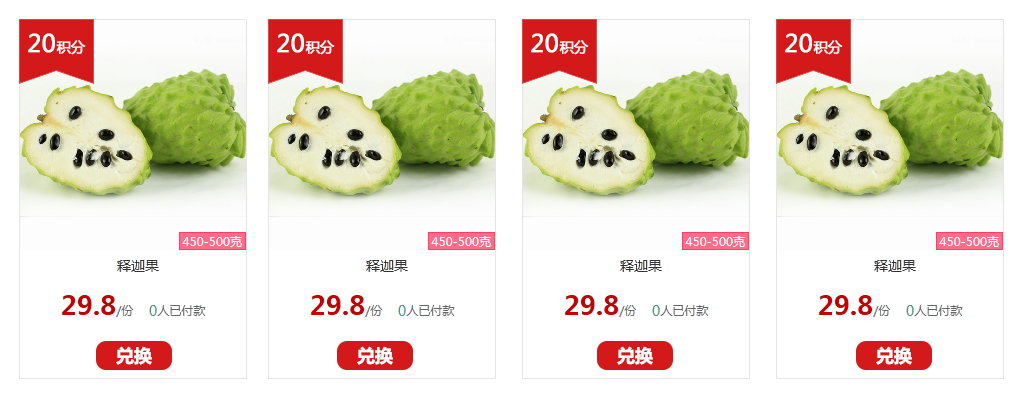 20积分 20积分 20积分 20积分
450-500克 450-500克 450-500克 450-500克
释迦果 释迦果 释迦果 释迦果
29.8/份 0人已付款 29.8/份 0人已付款 29.8/份 0人已付款 29.8/份 0人已付款
兑换 兑换 兑换 兑换